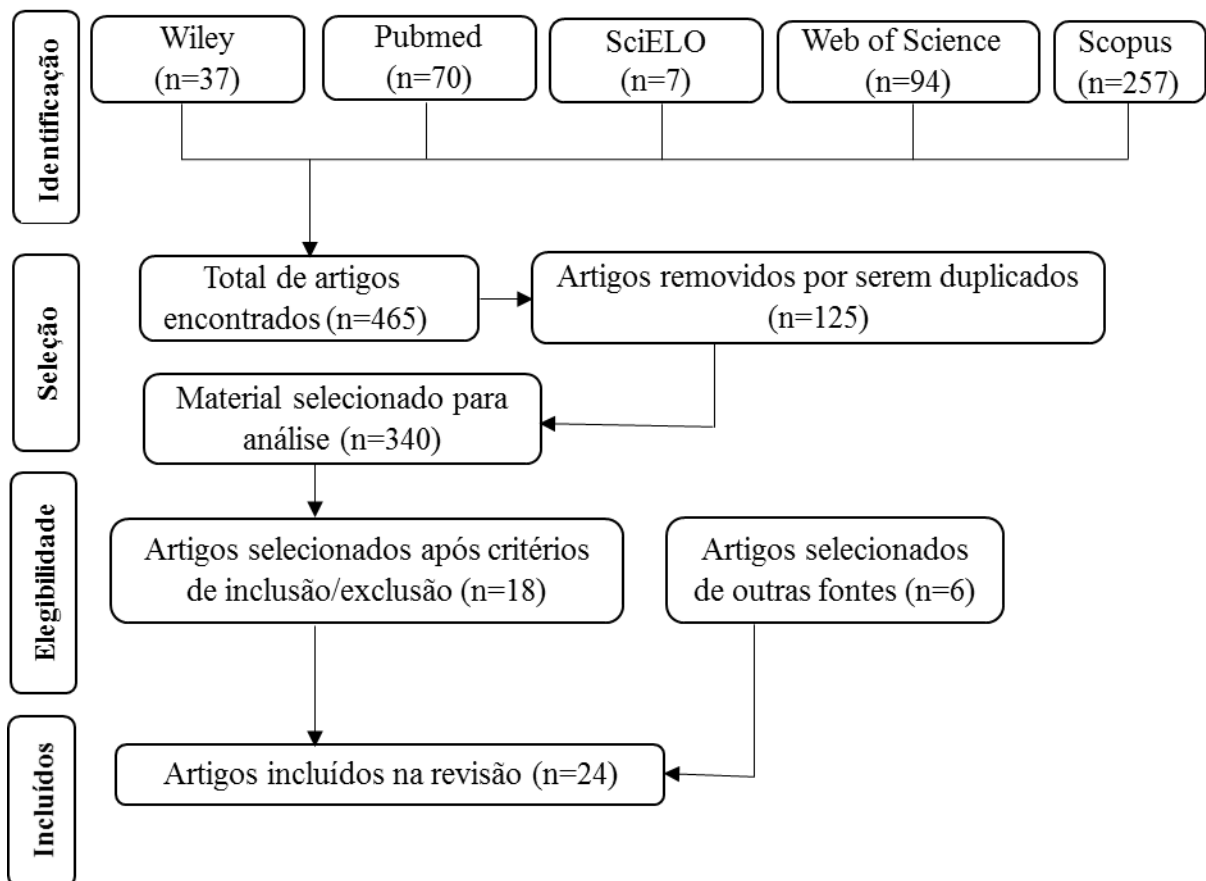 Identificação
Wiley
(n=37)
Pubmed
(n=70)
SciELO
(n=7)
Web of Science
(n=94)
Scopus
(n=257)
Seleção
Total de artigos
encontrados (n=465)
Artigos removidos por serem duplicados
(n=125)
Material selecionado para
análise (n=340)
Elegibilidade
Artigos selecionados após critérios
de inclusão/exclusão (n=18)
Artigos selecionados
de outras fontes (n=6)
Incluídos
Artigos incluídos na revisão (n=24)